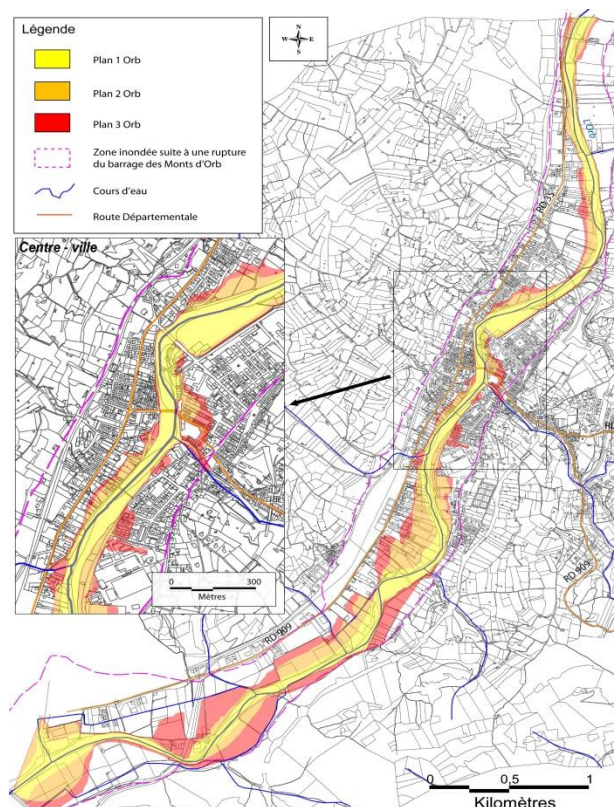 Légende
Plan 1 Orb
Plan 2 Orb
Plan 3 Orb
Zone inondée suite à une rupture
du barrage des Monts d'Orb
Cours d'eau
Route Départementale
N
W E
S
L'Orb
RD 35
Centre - ville
0 300
Mètres
RD
RD 909
RD 909
0 0,5 1
Kilomètres